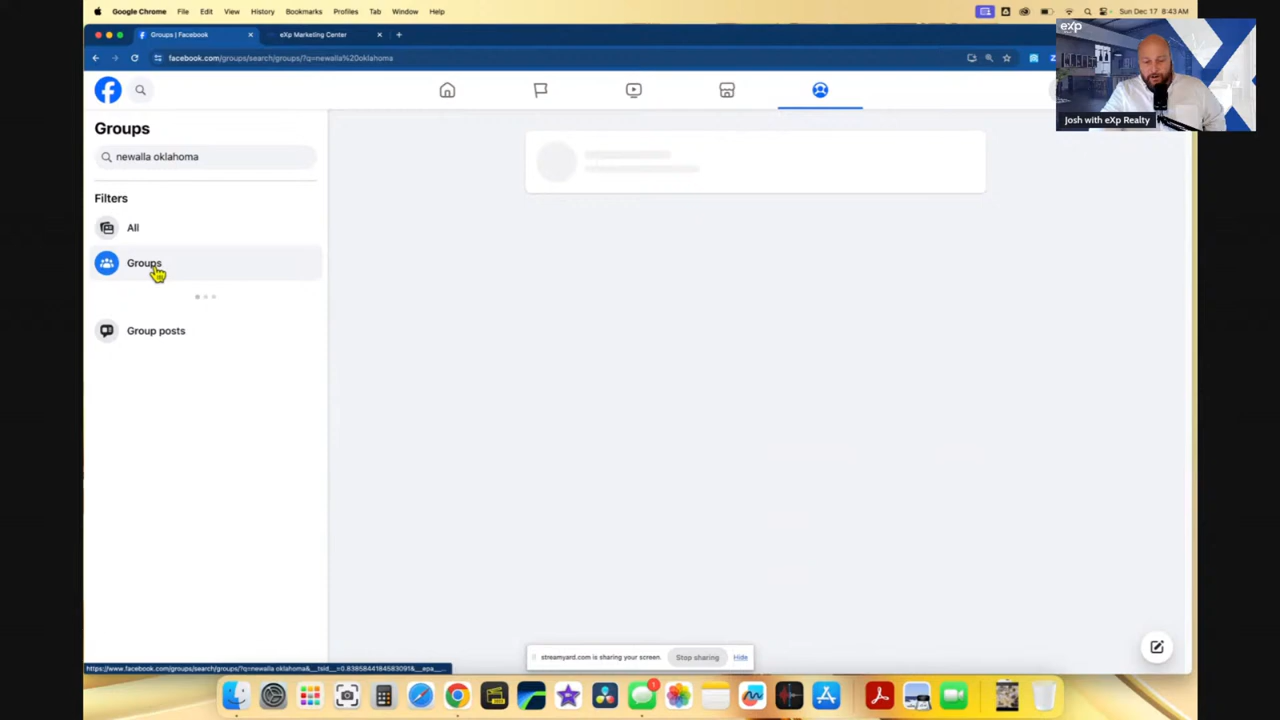 Google Chrome File Edit View History Bookmarks Profiles Tab Window Help
Sun Dec 17 8:43 AM
Groups | Facebook
eXp Marketing Center
facebook.com/groups/search/groups/?q=newalla%20oklahoma
eXp
Josh with eXp Realty
Groups
newalla oklahoma
Filters
All
Groups
Group posts
streamyard.com is sharing your screen.
Stop sharing
Hide
1